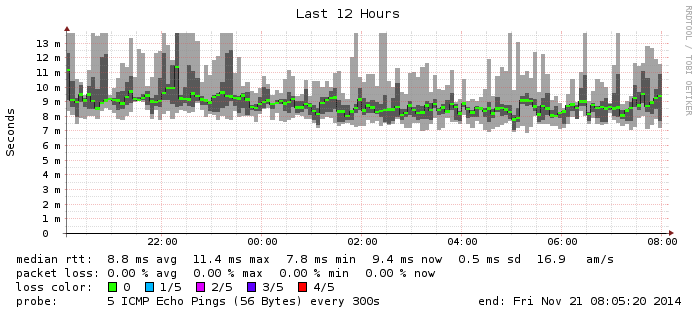 Last 12 Hours
RRDTOOL / TOBI OETIKER
Seconds
13 m
12 m
11 m
10 m
9 m
8 m
7 m
6 m
5 m
4 m
3 m
2 m
1 m
0
22:00 00:00 02:00 04:00 06:00 08:00
median rtt: 8.8 ms avg 11.4 ms max 7.8 ms min 9.4 ms now 0.5 ms sd 16.9 am/s
packet loss: 0.00 % avg 0.00 % max 0.00 % min 0.00 % now
loss color: 0 1/5 2/5 3/5 4/5
probe: 5 ICMP Echo Pings (56 Bytes) every 300s end: Fri Nov 21 08:05:20 2014